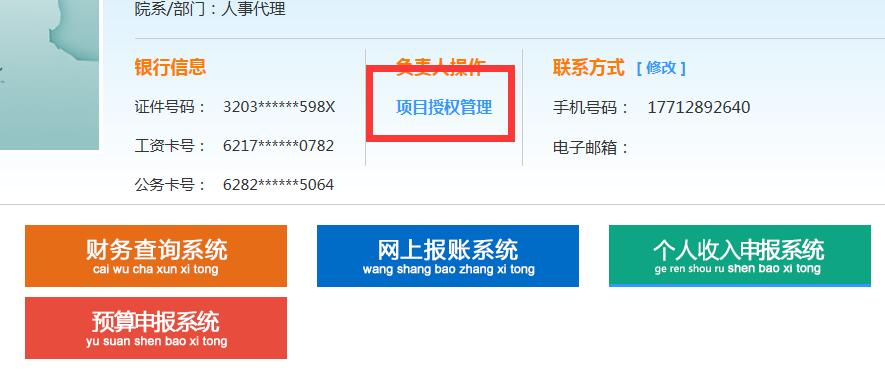 院系/部门：人事代理
银行信息
证件号码： 3203******598X
工资卡号： 6217******0782
公务卡号： 6282******5064
负责人操作
项目授权管理
联系方式 [ 修改 ]
手机号码： 17712892640
电子邮箱：
财务查询系统
cai wu cha xun xi tong
网上报账系统
wang shang bao zhang xi tong
个人收入申报系统
ge ren shou ru shen bao xi tong
预算申报系统
yu suan shen bao xi tong